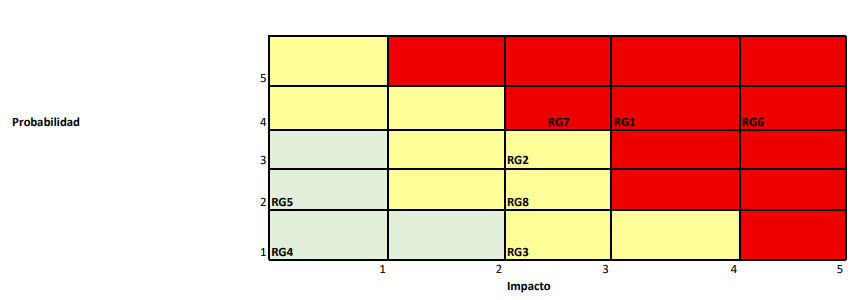 5
Probabilidad 4 RG7 RG1 RG6
3 RG2
2 RG5 RG8
1 RG4 RG3
1 2 3 4 5
Impacto